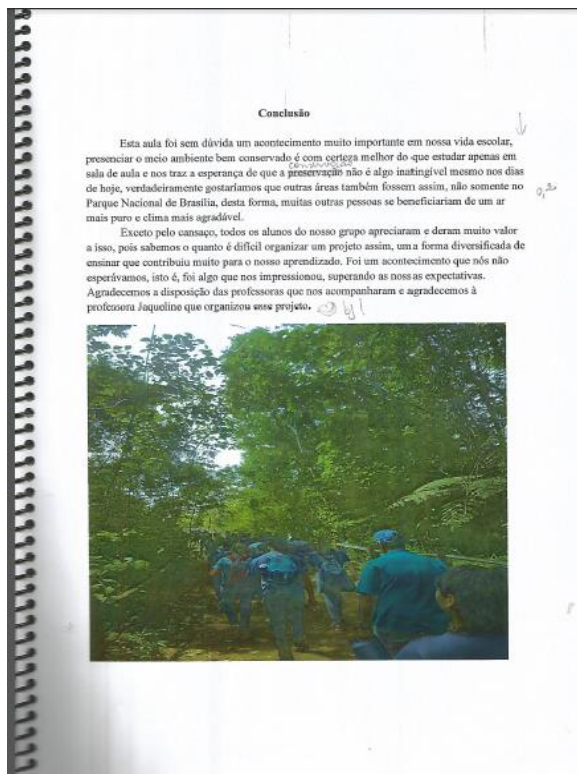 Conclusão
Esta aula foi sem dúvida um acontecimento muito importante em nossa vida escolar,
presenciar o meio ambiente bem conservado é com certeza melhor do que estudar apenas em
conservação
sala de aula e nos traz a esperança de que a preservação não é algo inatingível mesmo nos dias
de hoje, verdadeiramente gostaríamos que outras áreas também fossem assim, não somente no
0,2
Parque Nacional de Brasília, desta forma, muitas outras pessoas se beneficiariam de um ar
mais puro e clima mais agradável.
Exceto pelo cansaço, todos os alunos do nosso grupo apreciaram e deram muito valor
a isso, pois sabemos o quanto é difícil organizar um projeto assim, uma forma diversificada de
ensinar que contribuiu muito para o nosso aprendizado. Foi um acontecimento que nós não
esperávamos, isto é, foi algo que nos impressionou, superando as nossas expectativas.
Agradecemos a disposição das professoras que nos acompanharam e agradecemos à
professora Jaqueline que organizou esse projeto.